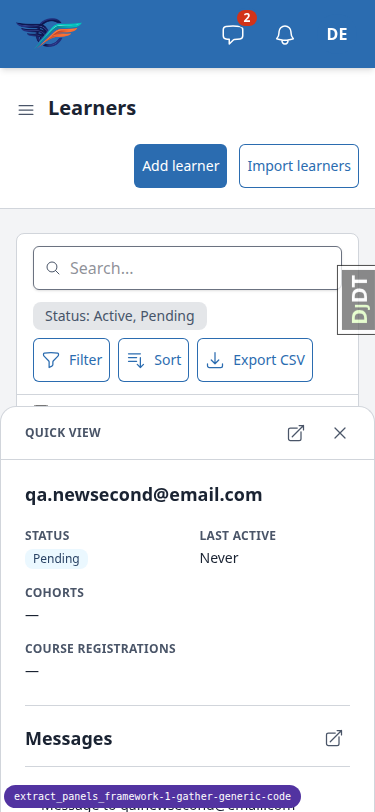 2
DE
Learners
Add learner
Import learners
Search...
DJDT
Status: Active, Pending
Filter
Sort
Export CSV
QUICK VIEW
qa.newsecond@email.com
STATUS
LAST ACTIVE
Pending
Never
COHORTS
—
COURSE REGISTRATIONS
—
Messages
extract_panels_framework-1-gather-generic-code